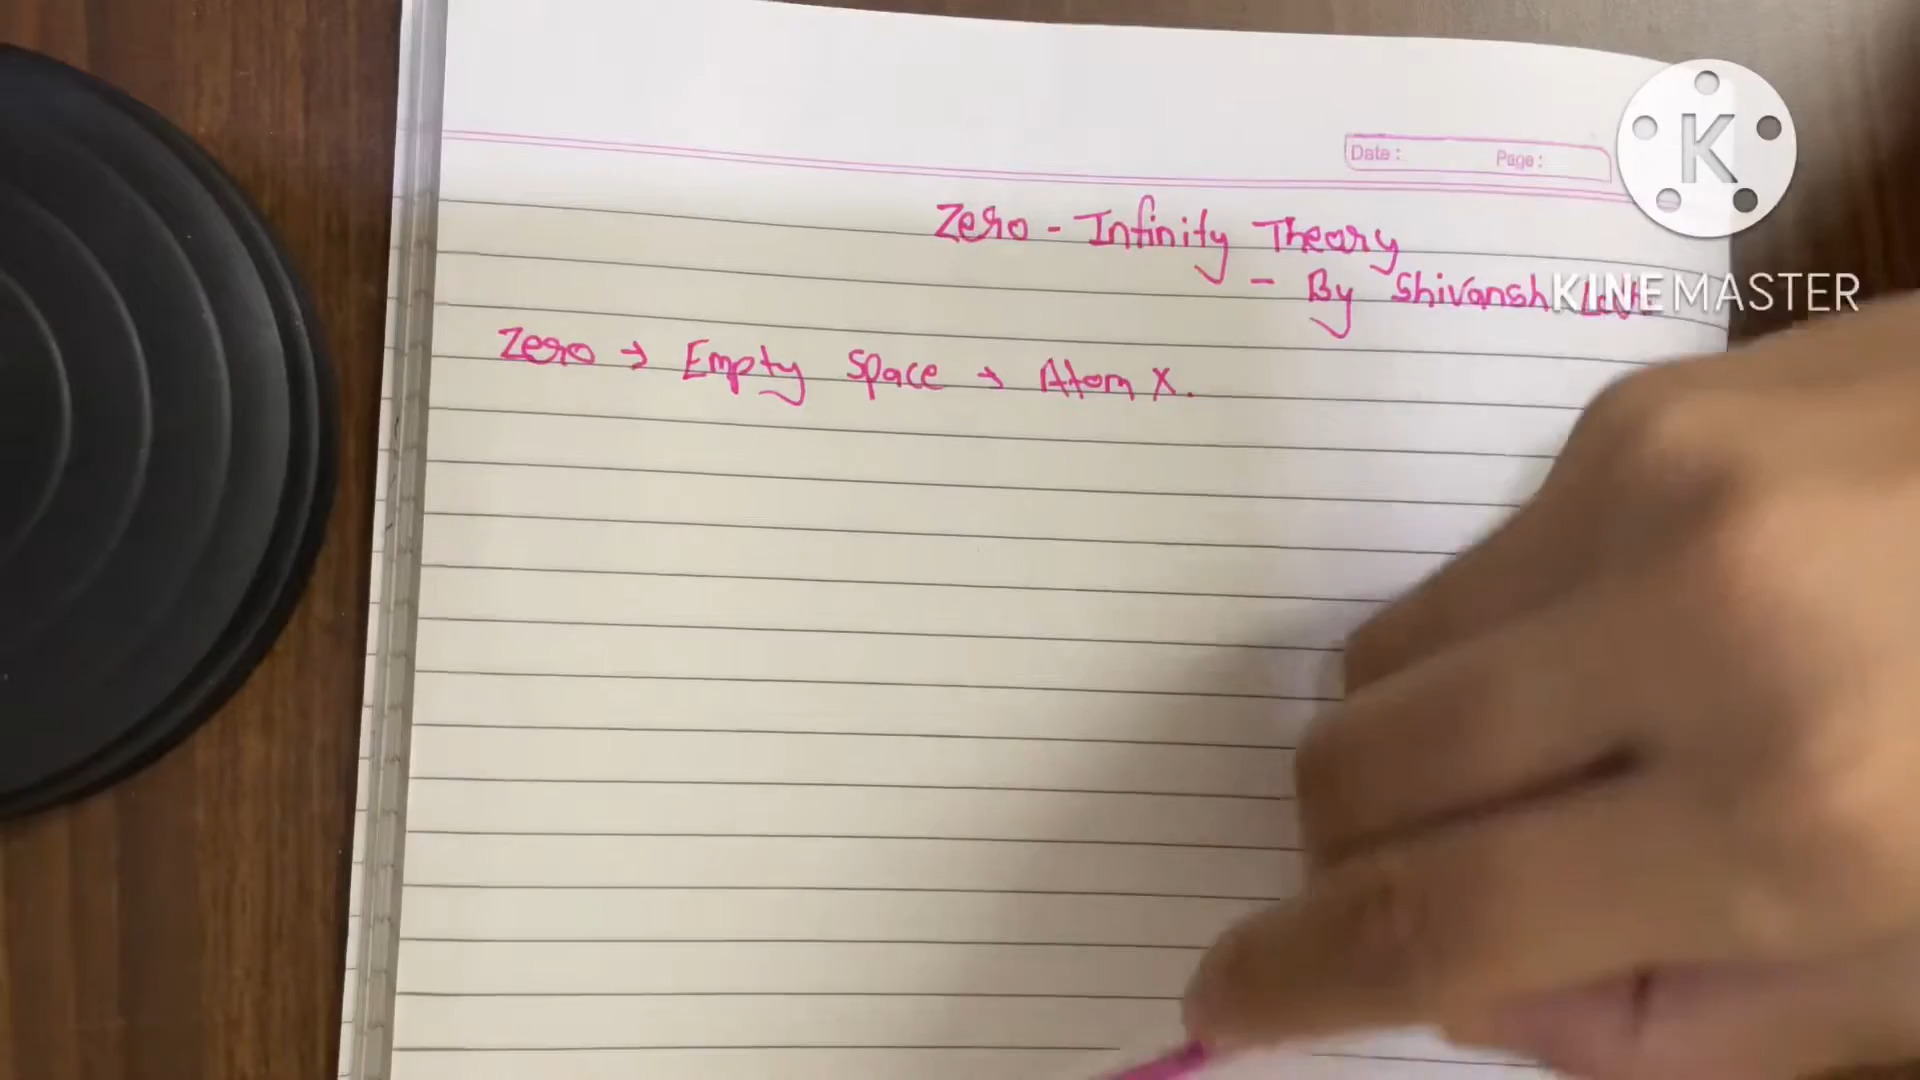 Date : Page :
K
Zero - Infinity Theory
- By Shivansh
KINEMASTER
Zero → Empty Space → Atom X.